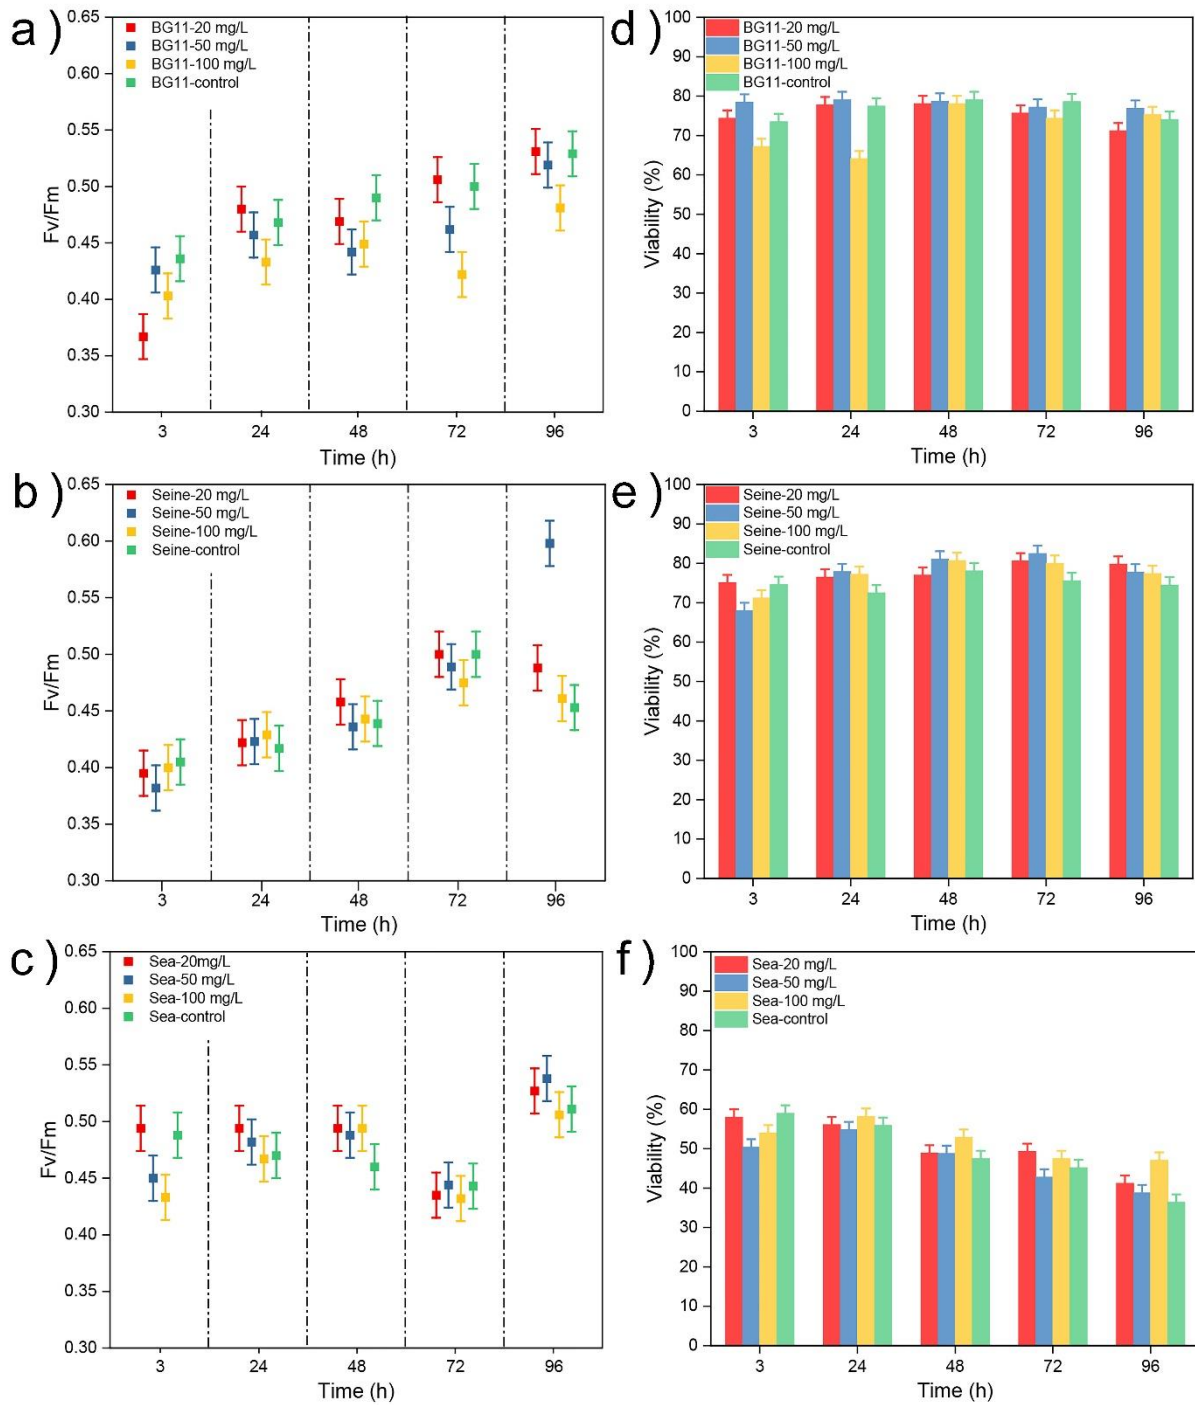 a)
0.65
0.60
0.55
0.50
0.45
0.40
0.35
0.30
Fv/Fm
BG11-20 mg/L
BG11-50 mg/L
BG11-100 mg/L
BG11-control
3 24 48 72 96
Time (h)
d)
100
90
80
70
60
50
40
30
20
10
0
Viability (%)
BG11-20 mg/L
BG11-50 mg/L
BG11-100 mg/L
BG11-control
3 24 48 72 96
Time (h)
b)
0.65
0.60
0.55
0.50
0.45
0.40
0.35
0.30
Fv/Fm
Seine-20 mg/L
Seine-50 mg/L
Seine-100 mg/L
Seine-control
3 24 48 72 96
Time (h)
e)
100
90
80
70
60
50
40
30
20
10
0
Viability (%)
Seine-20 mg/L
Seine-50 mg/L
Seine-100 mg/L
Seine-control
3 24 48 72 96
Time (h)
c)
0.65
0.60
0.55
0.50
0.45
0.40
0.35
0.30
Fv/Fm
Sea-20mg/L
Sea-50 mg/L
Sea-100 mg/L
Sea-control
3 24 48 72 96
Time (h)
f)
100
90
80
70
60
50
40
30
20
10
0
Viability (%)
Sea-20 mg/L
Sea-50 mg/L
Sea-100 mg/L
Sea-control
3 24 48 72 96
Time (h)